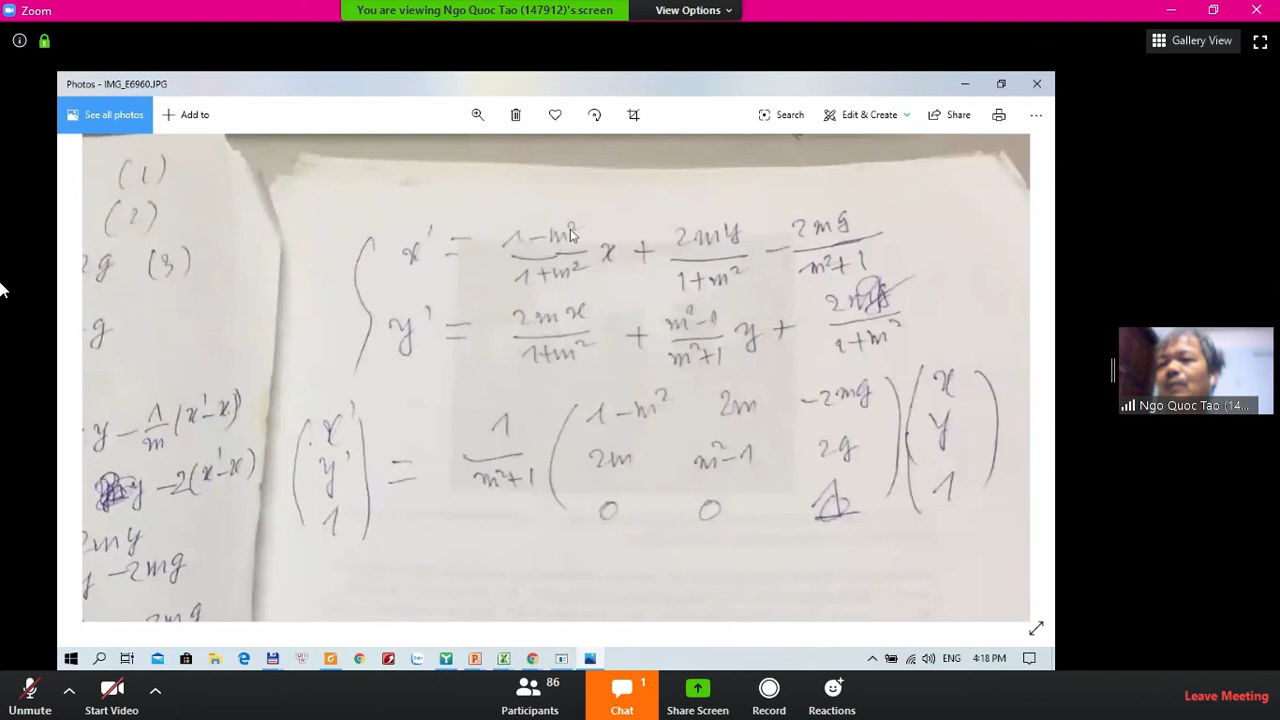 Zoom
You are viewing Ngo Quoc Tao (147912)'s screen
View Options
Gallery View
Photos - IMG_E6960.JPG
See all photos
Add to
Search
Edit & Create
Share
(1)
(2)
2g (3)
-g
y - 1/m (x' - x)
y - 2(x' - x)
2my
- 2mg
2mg
x' = (1 - m²)/(1 + m²) x + 2my/(1 + m²) - 2mg/(m² + 1)
y' = 2mx/(1 + m²) + (m² - 1)/(m² + 1) y + /(1 + m²)
(x' y' 1) = 1/(m² + 1) (1 - m² 2m -2mg
2m m² - 1 2g
0 0) (x y 1)
Ngo Quoc Tao (14...
ENG
4:18 PM
Unmute
Start Video
86
Participants
1
Chat
Share Screen
Record
Reactions
Leave Meeting